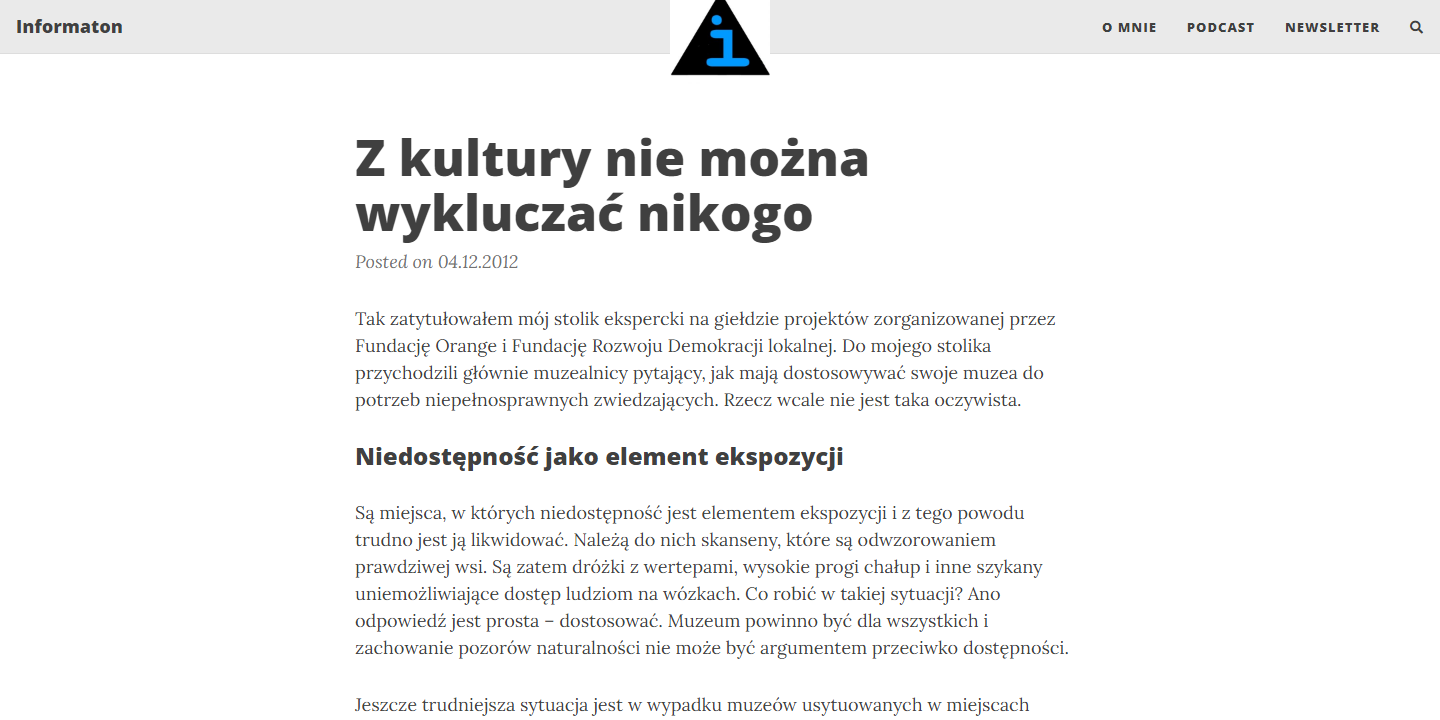 Informaton
i
O MNIE
PODCAST
NEWSLETTER
Z kultury nie można
wykluczać nikogo
Posted on 04.12.2012
Tak zatytułowałem mój stolik ekspercki na giełdzie projektów zorganizowanej przez
Fundację Orange i Fundację Rozwoju Demokracji lokalnej. Do mojego stolika
przychodzili głównie muzealnicy pytający, jak mają dostosowywać swoje muzea do
potrzeb niepełnosprawnych zwiedzających. Rzecz wcale nie jest taka oczywista.
Niedostępność jako element ekspozycji
Są miejsca, w których niedostępność jest elementem ekspozycji i z tego powodu
trudno jest ją likwidować. Należą do nich skanseny, które są odwzorowaniem
prawdziwej wsi. Są zatem dróżki z wertepami, wysokie progi chałup i inne szykany
uniemożliwiające dostęp ludziom na wózkach. Co robić w takiej sytuacji? Ano
odpowiedź jest prosta – dostosować. Muzeum powinno być dla wszystkich i
zachowanie pozorów naturalności nie może być argumentem przeciwko dostępności.
Jeszcze trudniejsza sytuacja jest w wypadku muzeów usytuowanych w miejscach